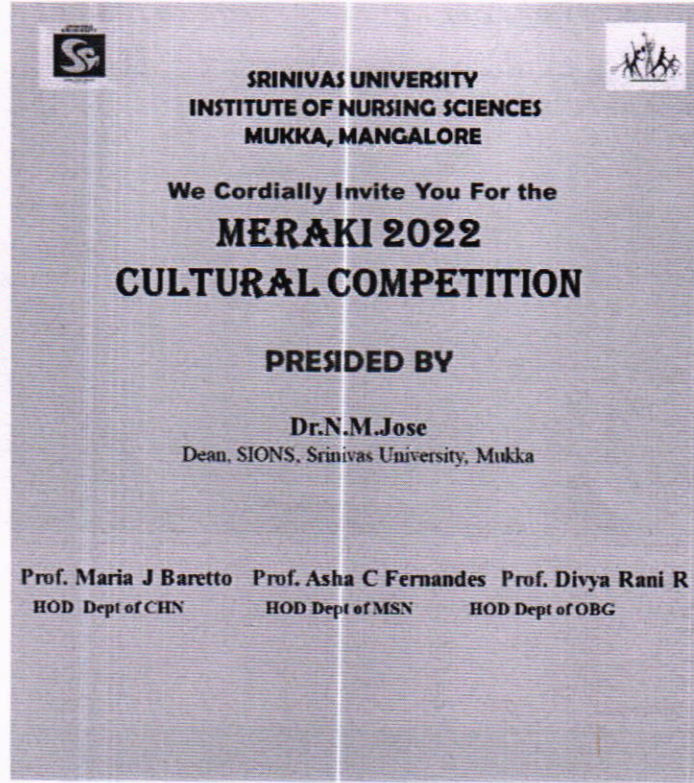 SRINIVAS UNIVERSITY
INSTITUTE OF NURSING SCIENCES
MUKKA, MANGALORE
We Cordially Invite You For the
MERAKI 2022
CULTURAL COMPETITION
PRESIDED BY
Dr.N.M.Jose
Dean, SIONS, Srinivas University, Mukka
Prof. Maria J Baretto Prof. Asha C Fernandes Prof. Divya Rani R
HOD Dept of CHN HOD Dept of MSN HOD Dept of OBG